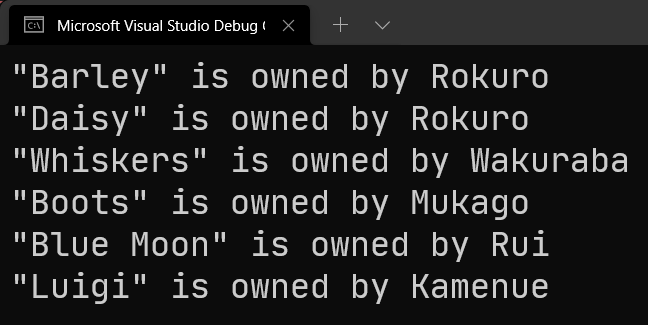 Microsoft Visual Studio Debug
"Barley" is owned by Rokuro
"Daisy" is owned by Rokuro
"Whiskers" is owned by Wakuraba
"Boots" is owned by Mukago
"Blue Moon" is owned by Rui
"Luigi" is owned by Kamenue